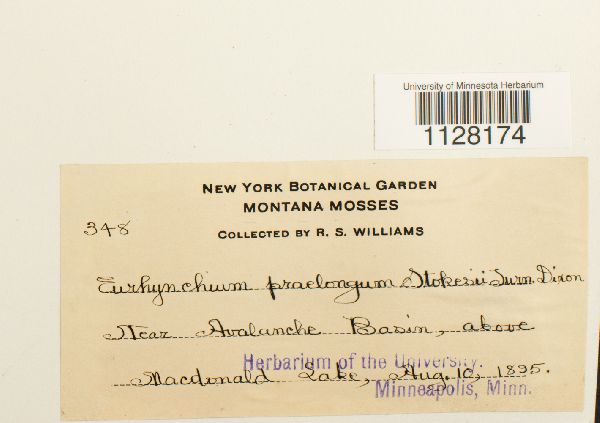 University of Minnesota Herbarium
1128174
NEW YORK BOTANICAL GARDEN
MONTANA MOSSES
348
COLLECTED BY R. S. WILLIAMS
Eurhynchium praelongum Stokesii Turn. Dixon
Near Avalanche Basin, above
Herbarium of the University.
Macdonald Lake, Aug. 10, 1895.
Minneapolis, Minn.